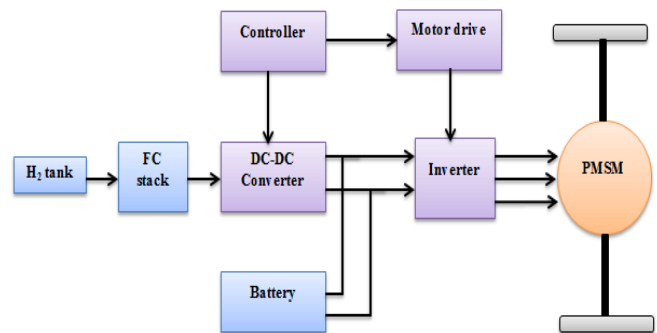 Controller
Motor drive
H₂ tank
FC
stack
DC-DC
Converter
Inverter
PMSM
Battery